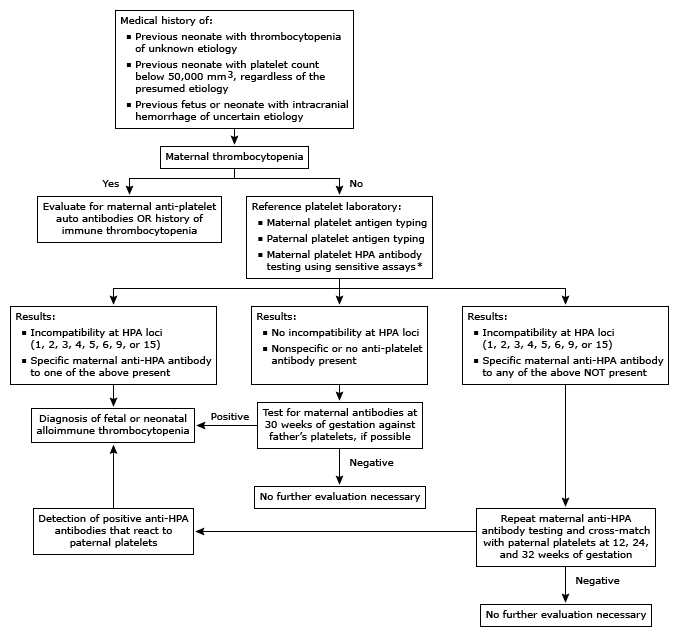 Medical history of:
▪ Previous neonate with thrombocytopenia
of unknown etiology
▪ Previous neonate with platelet count
below 50,000 mm3, regardless of the
presumed etiology
▪ Previous fetus or neonate with intracranial
hemorrhage of uncertain etiology
Maternal thrombocytopenia
Yes
No
Evaluate for maternal anti-platelet
auto antibodies OR history of
immune thrombocytopenia
Reference platelet laboratory:
▪ Maternal platelet antigen typing
▪ Paternal platelet antigen typing
▪ Maternal platelet HPA antibody
testing using sensitive assays*
Results:
▪ Incompatibility at HPA loci
(1, 2, 3, 4, 5, 6, 9, or 15)
▪ Specific maternal anti-HPA antibody
to one of the above present
Results:
▪ No incompatibility at HPA loci
▪ Nonspecific or no anti-platelet
antibody present
Results:
▪ Incompatibility at HPA loci
(1, 2, 3, 4, 5, 6, 9, or 15)
▪ Specific maternal anti-HPA antibody
to any of the above NOT present
Diagnosis of fetal or neonatal
alloimmune thrombocytopenia
Positive
Test for maternal antibodies at
30 weeks of gestation against
father's platelets, if possible
Negative
No further evaluation necessary
Detection of positive anti-HPA
antibodies that react to
paternal platelets
Repeat maternal anti-HPA
antibody testing and cross-match
with paternal platelets at 12, 24,
and 32 weeks of gestation
Negative
No further evaluation necessary